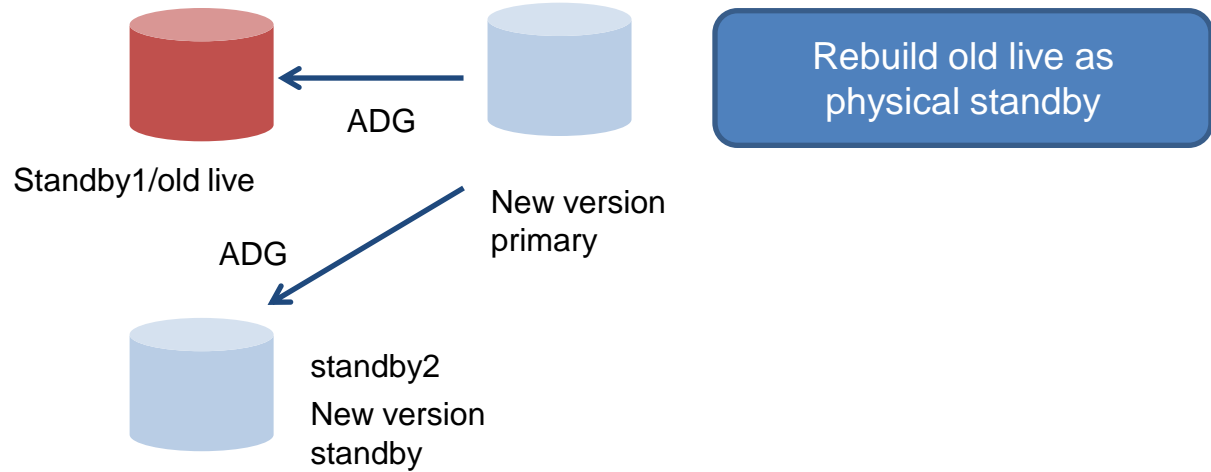 Rebuild old live as
physical standby
ADG
Standby1/old live
New version
primary
ADG
standby2
New version
standby